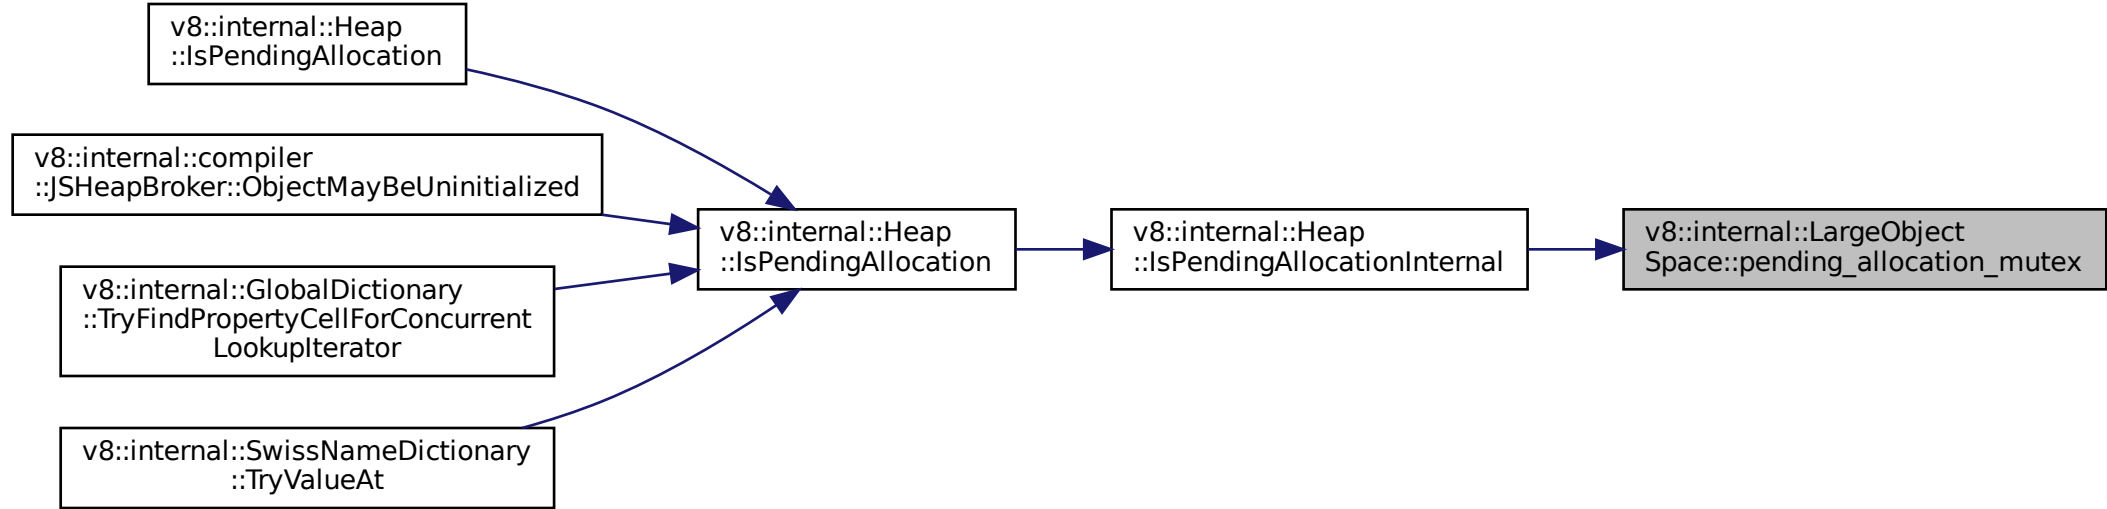 v8::internal::Heap
::IsPendingAllocation
v8::internal::compiler
::JSHeapBroker::ObjectMayBeUninitialized
v8::internal::GlobalDictionary
::TryFindPropertyCellForConcurrent
LookupIterator
v8::internal::SwissNameDictionary
::TryValueAt
v8::internal::Heap
::IsPendingAllocation
v8::internal::Heap
::IsPendingAllocationInternal
v8::internal::LargeObject
Space::pending_allocation_mutex